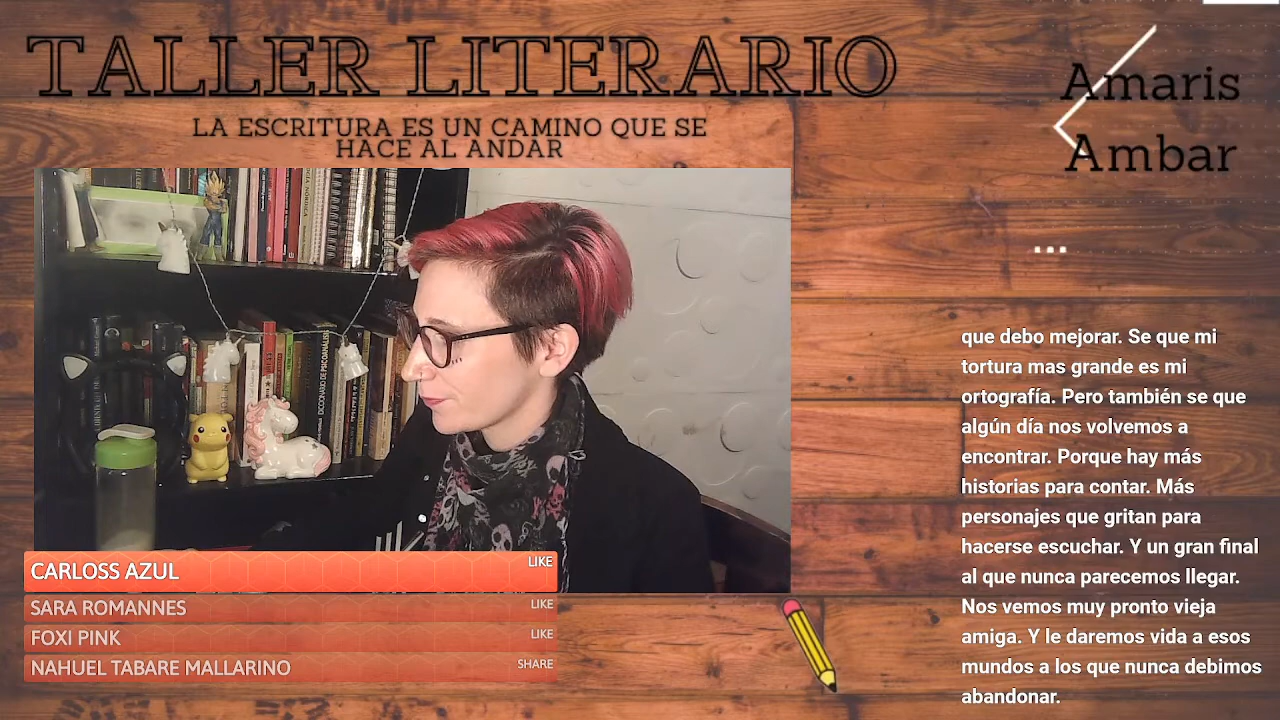 TALLER LITERARIO
LA ESCRITURA ES UN CAMINO QUE SE
HACE AL ANDAR
Amaris
Ambar
...
que debo mejorar. Se que mi
tortura mas grande es mi
ortografía. Pero también se que
algún día nos volvemos a
encontrar. Porque hay más
historias para contar. Más
personajes que gritan para
hacerse escuchar. Y un gran final
al que nunca parecemos llegar.
Nos vemos muy pronto vieja
amiga. Y le daremos vida a esos
mundos a los que nunca debimos
abandonar.
DICCIONARIO DE PSICOANÁLISIS
CARLOSS AZUL LIKE
SARA ROMANNES LIKE
FOXI PINK LIKE
NAHUEL TABARE MALLARINO SHARE